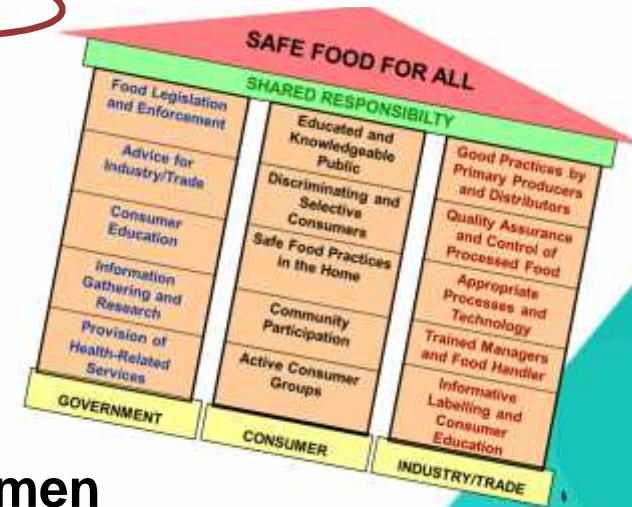 SAFE FOOD FOR ALL
SHARED RESPONSIBILTY
Food Legislation
and Enforcement
Advice for
Industry/Trade
Consumer
Education
Information
Gathering and
Research
Provision of
Health-Related
Services
GOVERNMENT
Educated and
Knowledgeable
Public
Discriminating and
Selective
Consumers
Safe Food Practices
in the Home
Community
Participation
Active Consumer
Groups
CONSUMER
Good Practices by
Primary Producers
and Distributors
Quality Assurance
and Control of
Processed Food
Appropriate
Processes and
Technology
Trained Managers
and Food Handler
Informative
Labelling and
Consumer
Education
INDUSTRY/TRADE
men